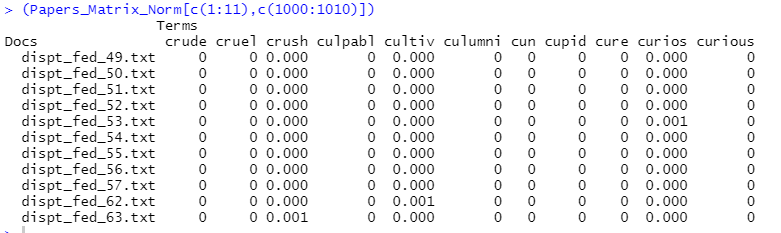 > (Papers_Matrix_Norm[c(1:11),c(1000:1010)])
Terms
Docs crude cruel crush culpabl cultiv culumni cun cupid cure curios curious
dispt_fed_49.txt 0 0 0.000 0 0.000 0 0 0 0 0.000 0
dispt_fed_50.txt 0 0 0.000 0 0.000 0 0 0 0 0.000 0
dispt_fed_51.txt 0 0 0.000 0 0.000 0 0 0 0 0.000 0
dispt_fed_52.txt 0 0 0.000 0 0.000 0 0 0 0 0.000 0
dispt_fed_53.txt 0 0 0.000 0 0.000 0 0 0 0 0.001 0
dispt_fed_54.txt 0 0 0.000 0 0.000 0 0 0 0 0.000 0
dispt_fed_55.txt 0 0 0.000 0 0.000 0 0 0 0 0.000 0
dispt_fed_56.txt 0 0 0.000 0 0.000 0 0 0 0 0.000 0
dispt_fed_57.txt 0 0 0.000 0 0.000 0 0 0 0 0.000 0
dispt_fed_62.txt 0 0 0.000 0 0.001 0 0 0 0 0.000 0
dispt_fed_63.txt 0 0 0.001 0 0.000 0 0 0 0 0.000 0
>